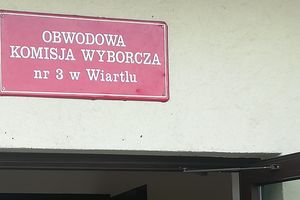 OBWODOWA
KOMISJA WYBORCZA
nr 3 w Wiartlu